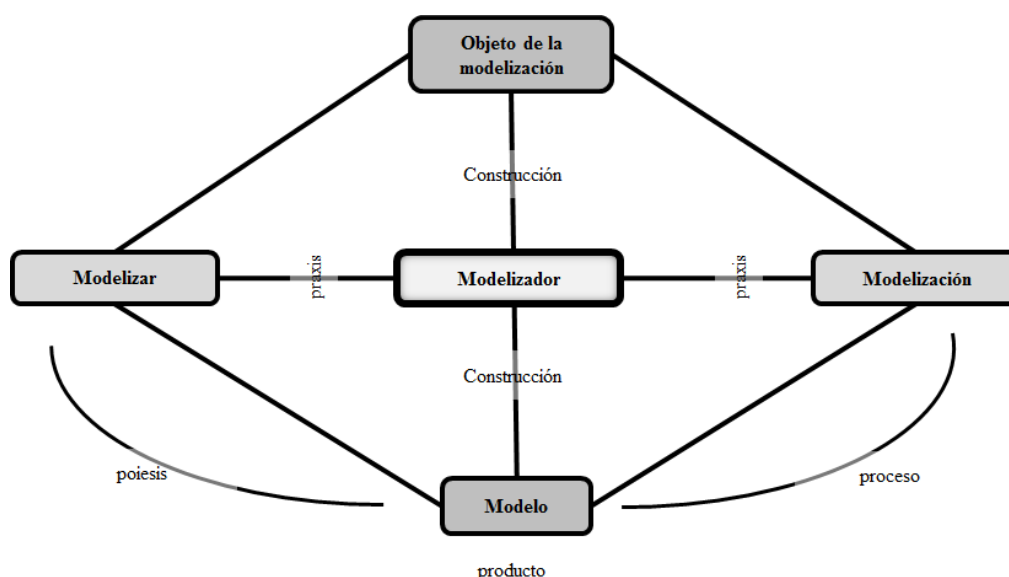 Objeto de la
modelización
Construcción
Modelizar
praxis
Modelizador
praxis
Modelización
Construcción
poiesis
proceso
Modelo
producto